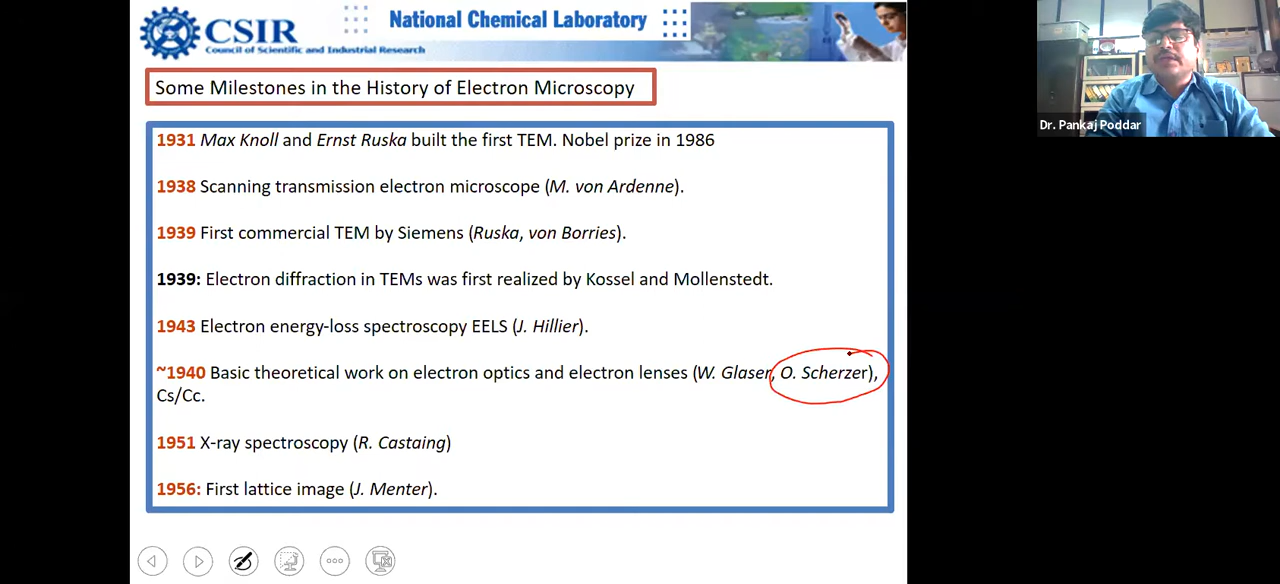 CSIR
Council of Scientific and Industrial Research
National Chemical Laboratory
Dr. Pankaj Poddar
Some Milestones in the History of Electron Microscopy
1931 Max Knoll and Ernst Ruska built the first TEM. Nobel prize in 1986
1938 Scanning transmission electron microscope (M. von Ardenne).
1939 First commercial TEM by Siemens (Ruska, von Borries).
1939: Electron diffraction in TEMs was first realized by Kossel and Mollenstedt.
1943 Electron energy-loss spectroscopy EELS (J. Hillier).
~1940 Basic theoretical work on electron optics and electron lenses (W. Glaser, O. Scherzer),
Cs/Cc.
1951 X-ray spectroscopy (R. Castaing)
1956: First lattice image (J. Menter).